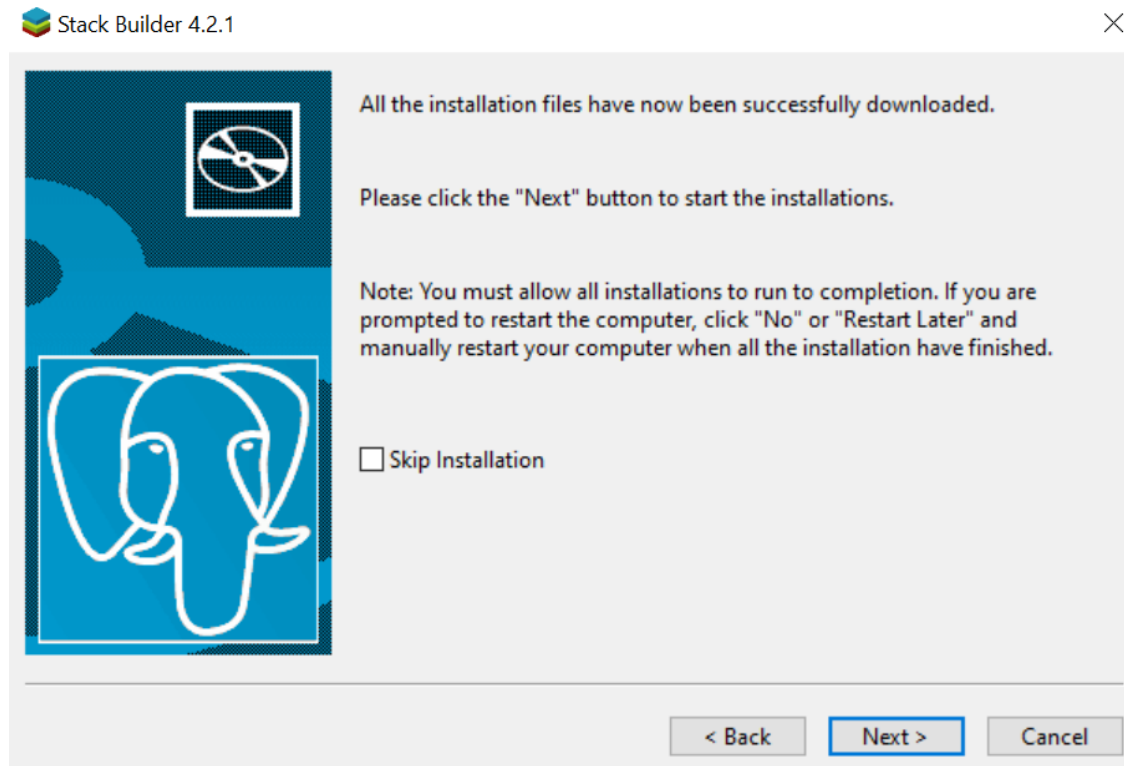 Stack Builder 4.2.1
All the installation files have now been successfully downloaded.
Please click the "Next" button to start the installations.
Note: You must allow all installations to run to completion. If you are
prompted to restart the computer, click "No" or "Restart Later" and
manually restart your computer when all the installation have finished.
Skip Installation
< Back
Next >
Cancel